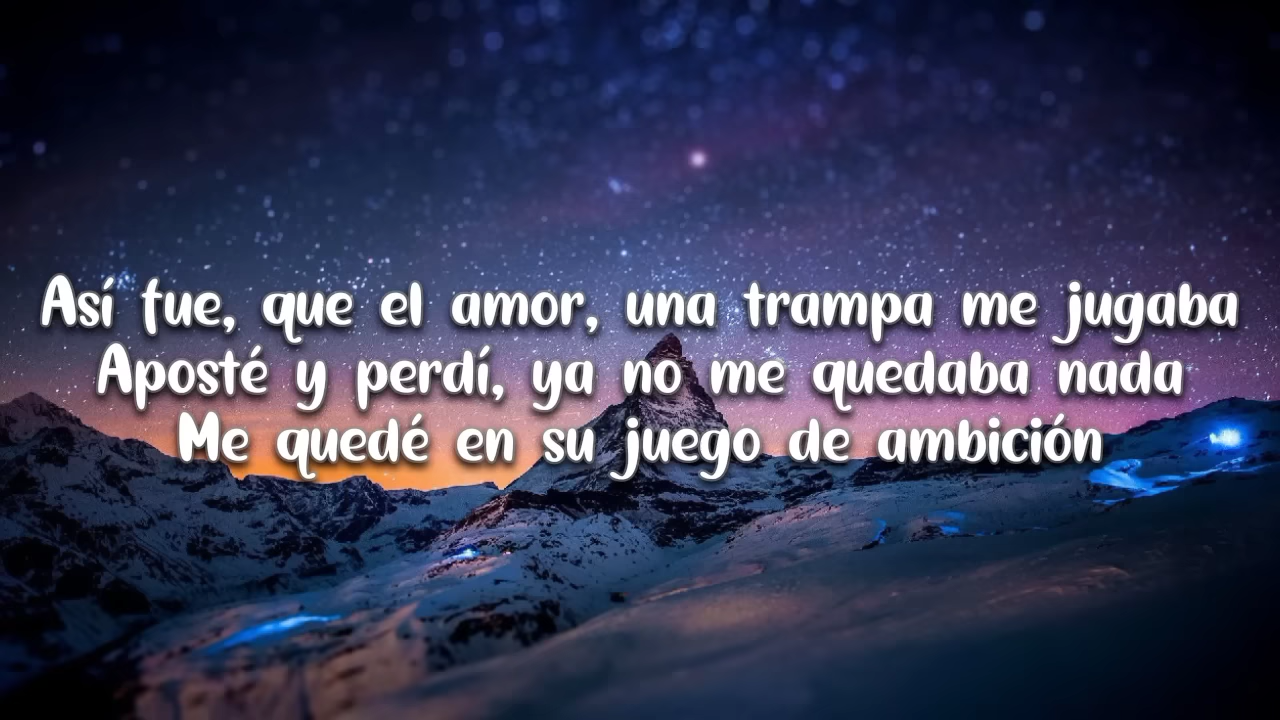 Así fue, que el amor, una trampa me jugaba
Aposté y perdí, ya no me quedaba nada
Me quedé en su juego de ambición